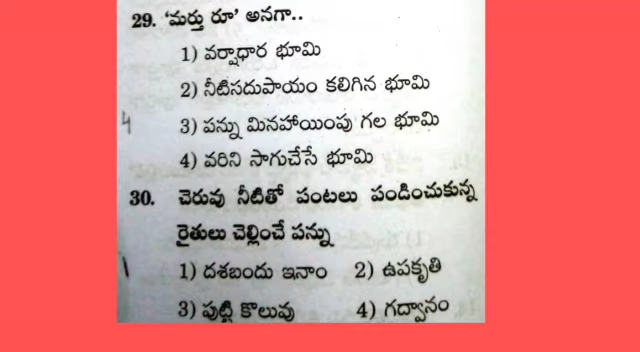 29. 'మర్తు రూ' అనగా..
1) వర్షాధార భూమి
2) నీటిసదుపాయం కలిగిన భూమి
4 3) పన్ను మినహాయింపు గల భూమి
4) వరిని సాగుచేసే భూమి
30. చెరువు నీటితో పంటలు పండించుకున్న
రైతులు చెల్లించే పన్ను
1 1) దశబందు ఇనాం 2) ఉపకృతి
3) పుట్టి కొలువు 4) గద్వానం